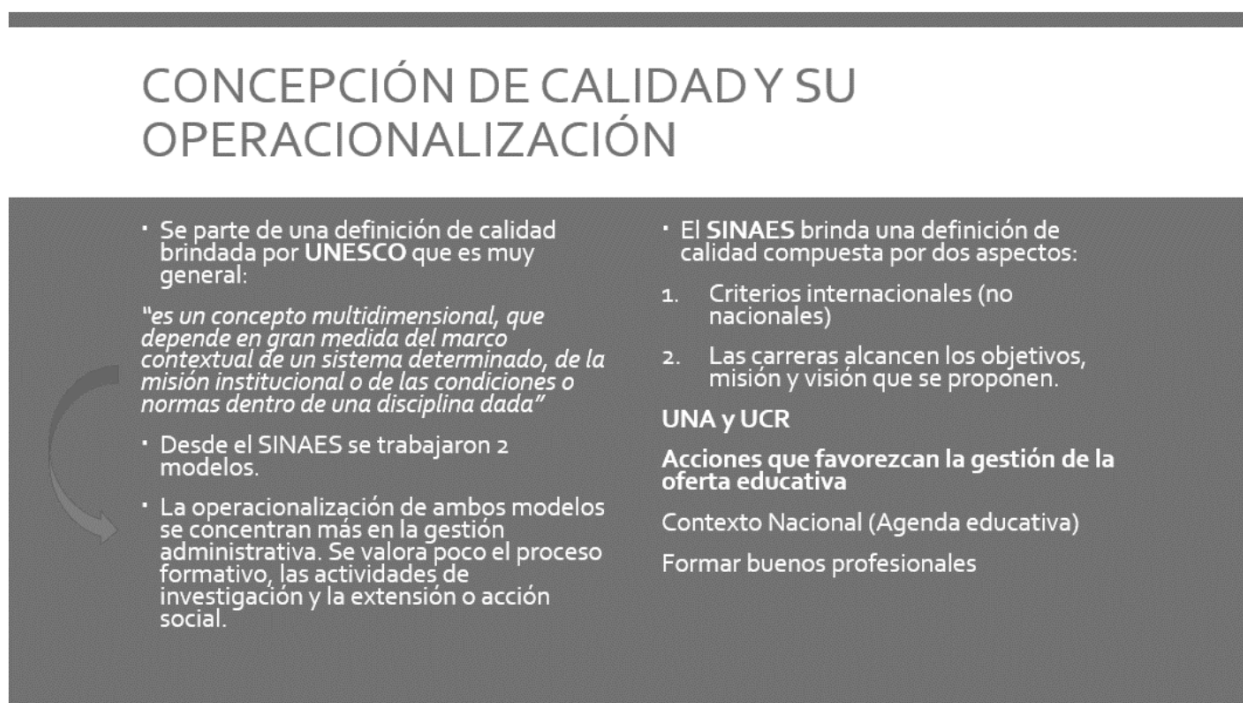 CONCEPCIÓN DE CALIDAD Y SU
OPERACIONALIZACIÓN
▪ Se parte de una definición de calidad
brindada por UNESCO que es muy
general:
“es un concepto multidimensional, que
depende en gran medida del marco
contextual de un sistema determinado, de la
misión institucional o de las condiciones o
normas dentro de una disciplina dada”
▪ Desde el SINAES se trabajaron 2
modelos.
▪ La operacionalización de ambos modelos
se concentran más en la gestión
administrativa. Se valora poco el proceso
formativo, las actividades de
investigación y la extensión o acción
social.
▪ El SINAES brinda una definición de
calidad compuesta por dos aspectos:
1. Criterios internacionales (no
nacionales)
2. Las carreras alcancen los objetivos,
misión y visión que se proponen.
UNA y UCR
Acciones que favorezcan la gestión de la
oferta educativa
Contexto Nacional (Agenda educativa)
Formar buenos profesionales